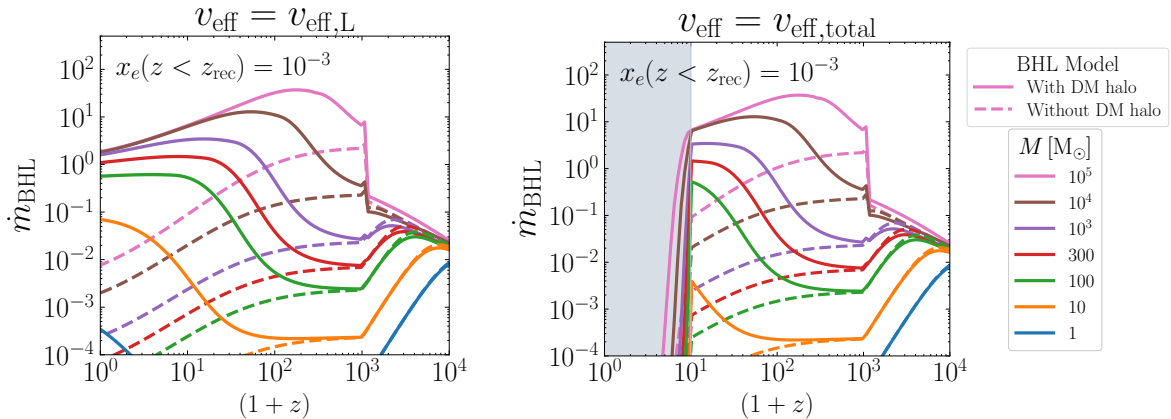 v_eff = v_eff,L
x_e(z < z_rec) = 10^−3
ṁ_BHL
10^2
10^1
10^0
10^−1
10^−2
10^−3
10^−4
10^0 10^1 10^2 10^3 10^4
(1 + z)
v_eff = v_eff,total
x_e(z < z_rec) = 10^−3
ṁ_BHL
10^2
10^1
10^0
10^−1
10^−2
10^−3
10^−4
10^0 10^1 10^2 10^3 10^4
(1 + z)
BHL Model
With DM halo
Without DM halo
M [M_⊙]
10^5
10^4
10^3
300
100
10
1